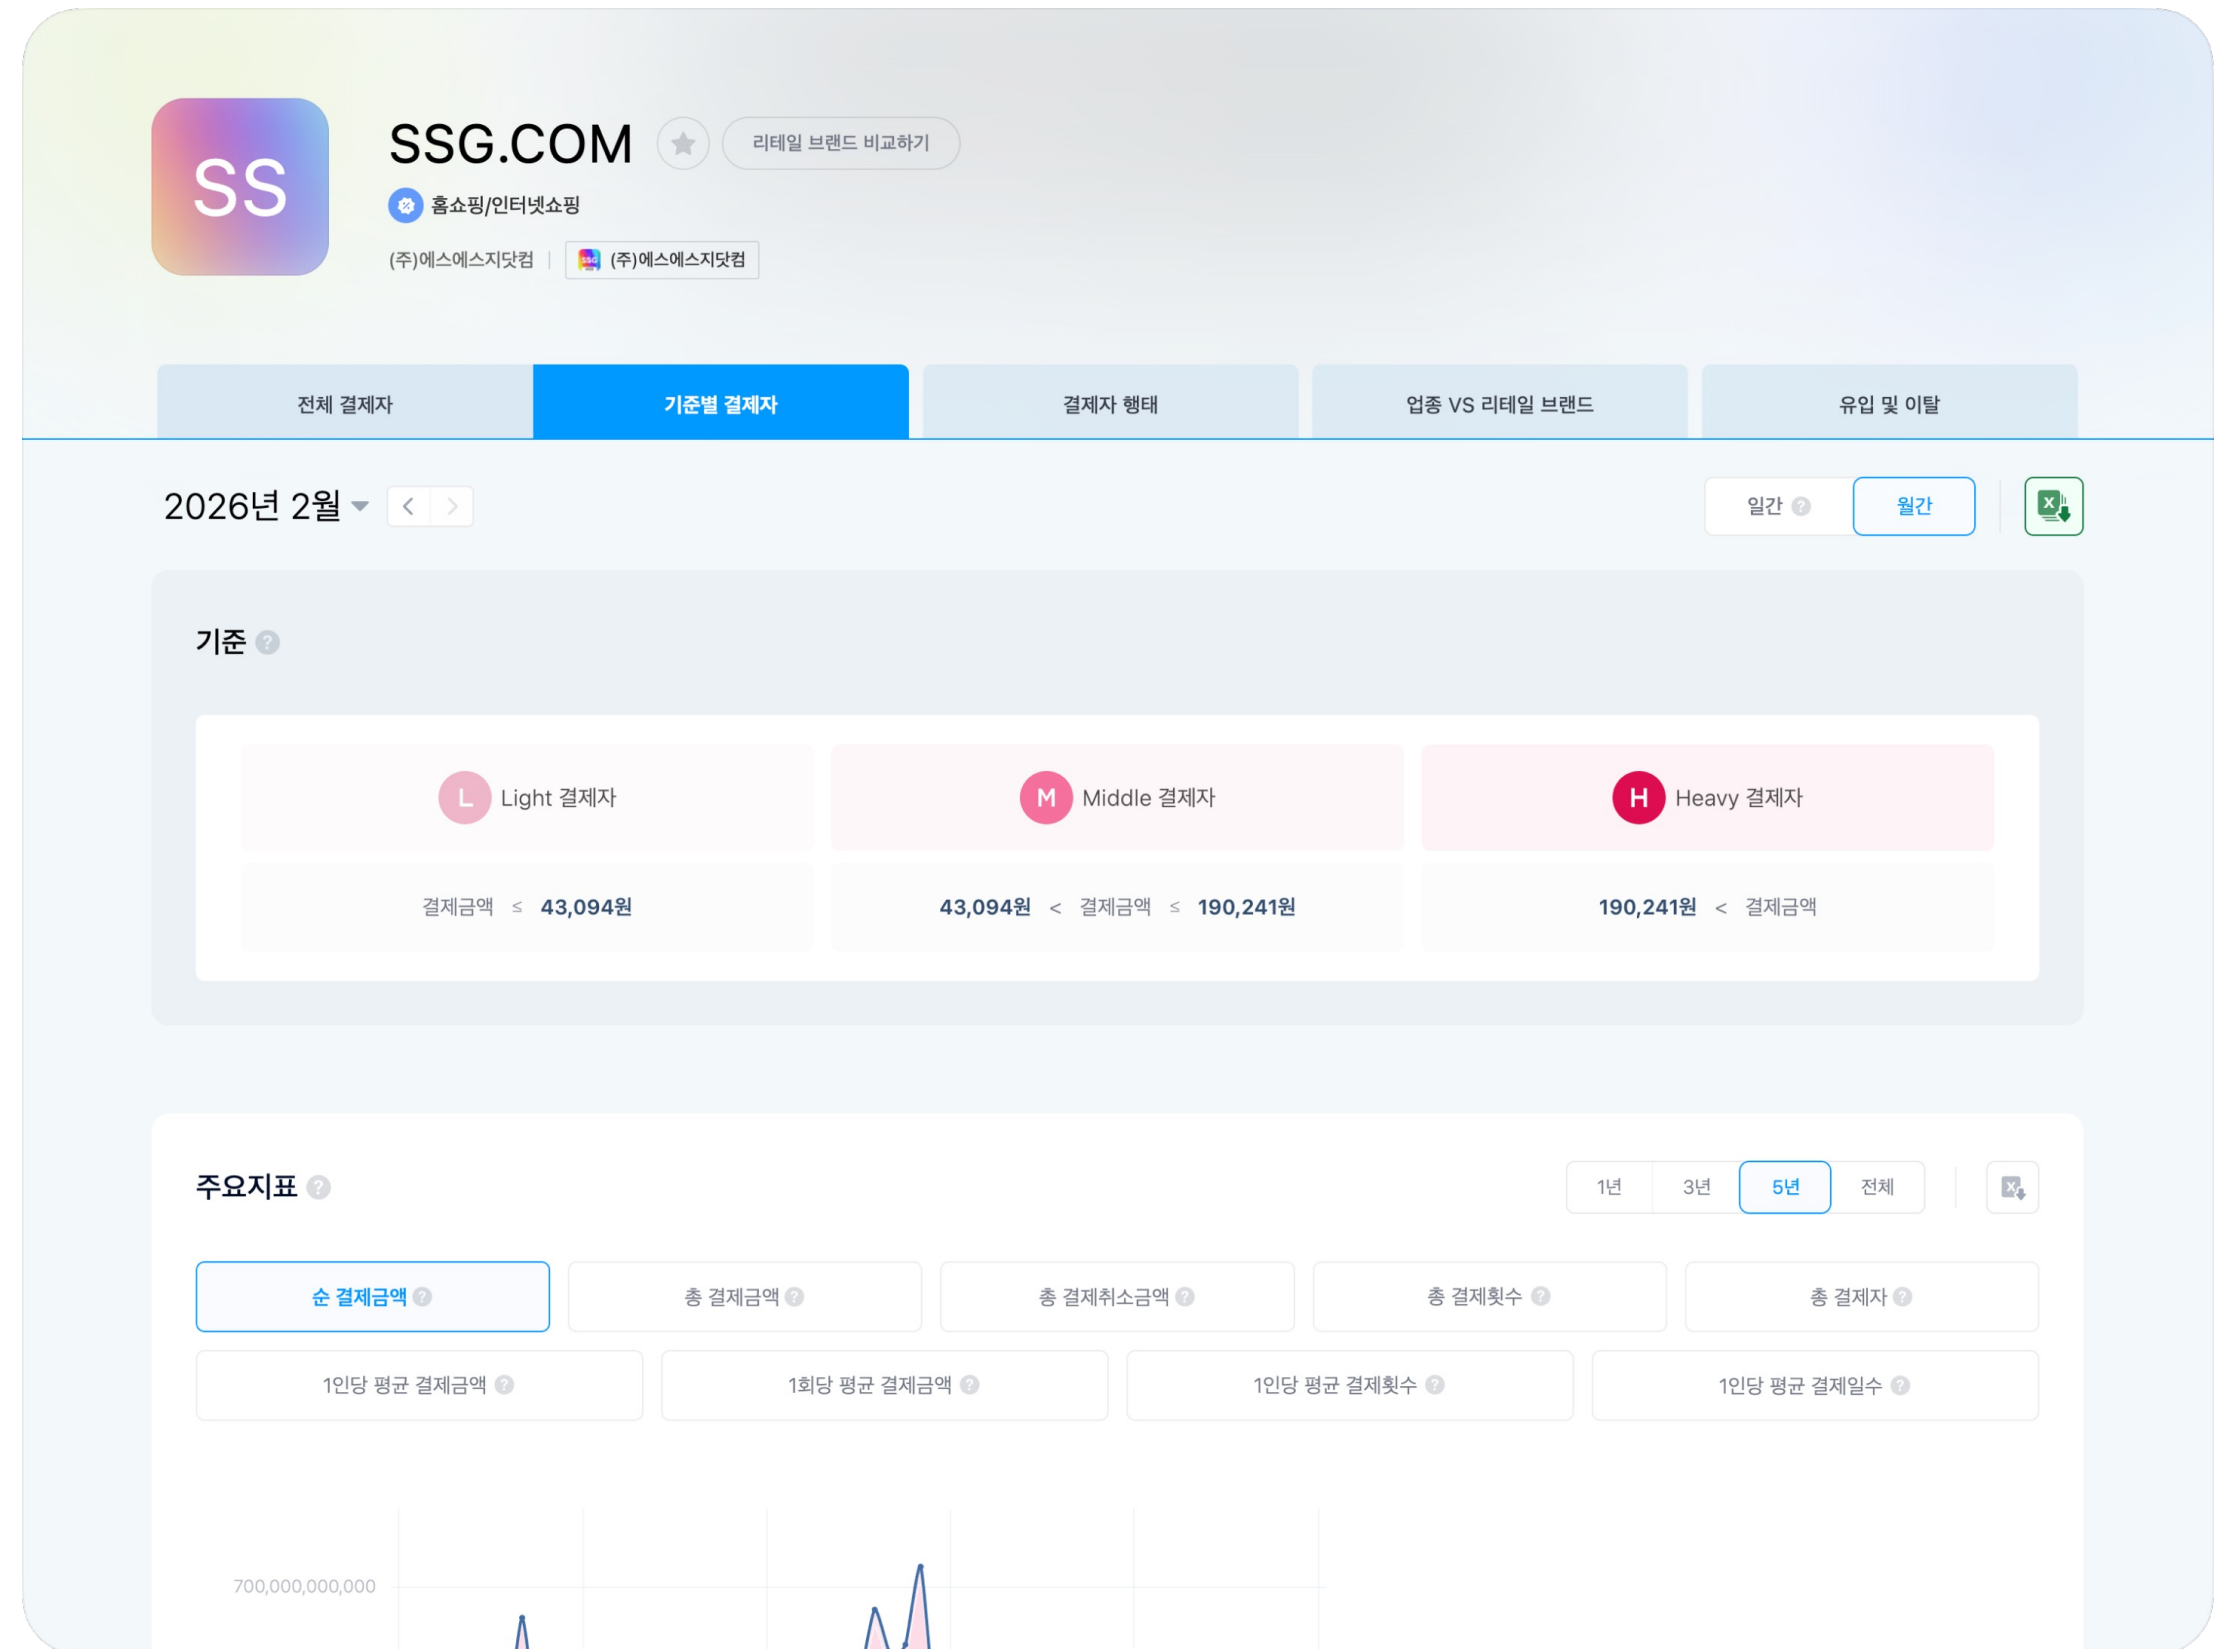 SS
SSG.COM
리테일 브랜드 비교하기
홈쇼핑/인터넷쇼핑
(주)에스에스지닷컴
SSG
(주)에스에스지닷컴
전체 결제자
기준별 결제자
결제자 행태
업종 VS 리테일 브랜드
유입 및 이탈
2026년 2월
일간 ?
월간
X
기준 ?
L Light 결제자
M Middle 결제자
H Heavy 결제자
결제금액 ≤ 43,094원
43,094원 < 결제금액 ≤ 190,241원
190,241원 < 결제금액
주요지표 ?
1년
3년
5년
전체
X
순 결제금액 ?
총 결제금액 ?
총 결제취소금액 ?
총 결제횟수 ?
총 결제자 ?
1인당 평균 결제금액 ?
1회당 평균 결제금액 ?
1인당 평균 결제횟수 ?
1인당 평균 결제일수 ?
700,000,000,000